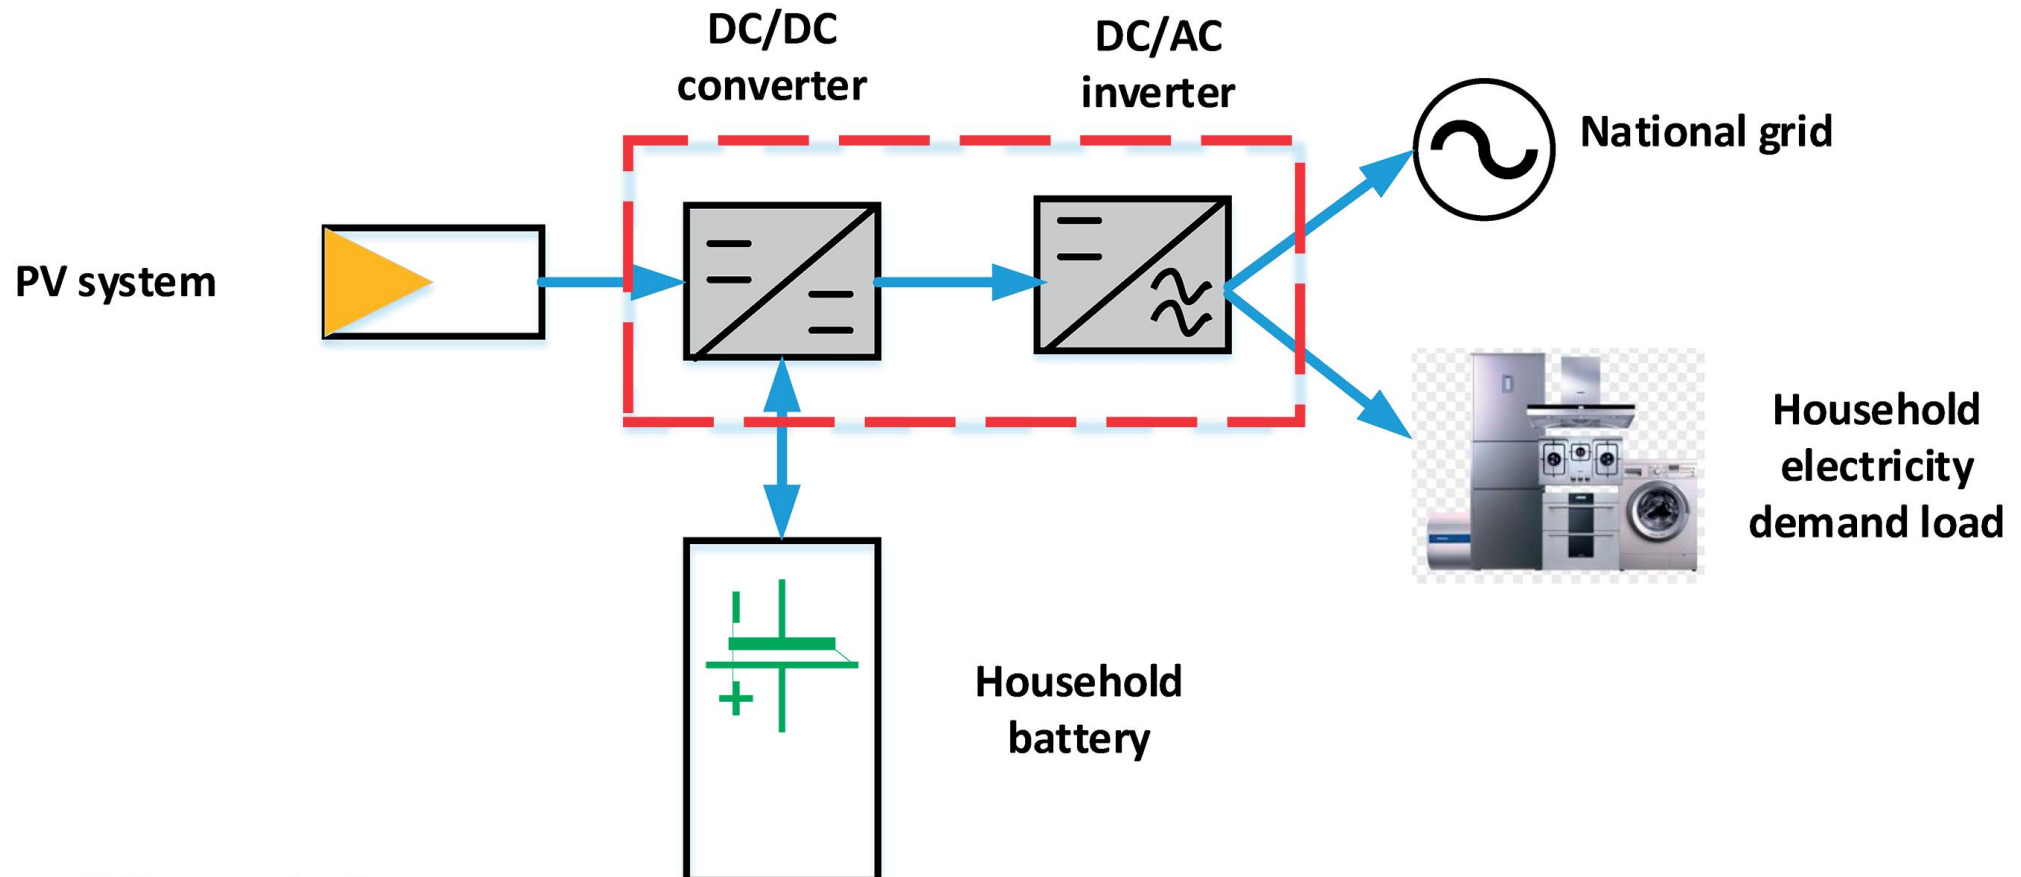 DC/DC
converter
DC/AC
inverter
National grid
PV system
Household
electricity
demand load
Household
battery